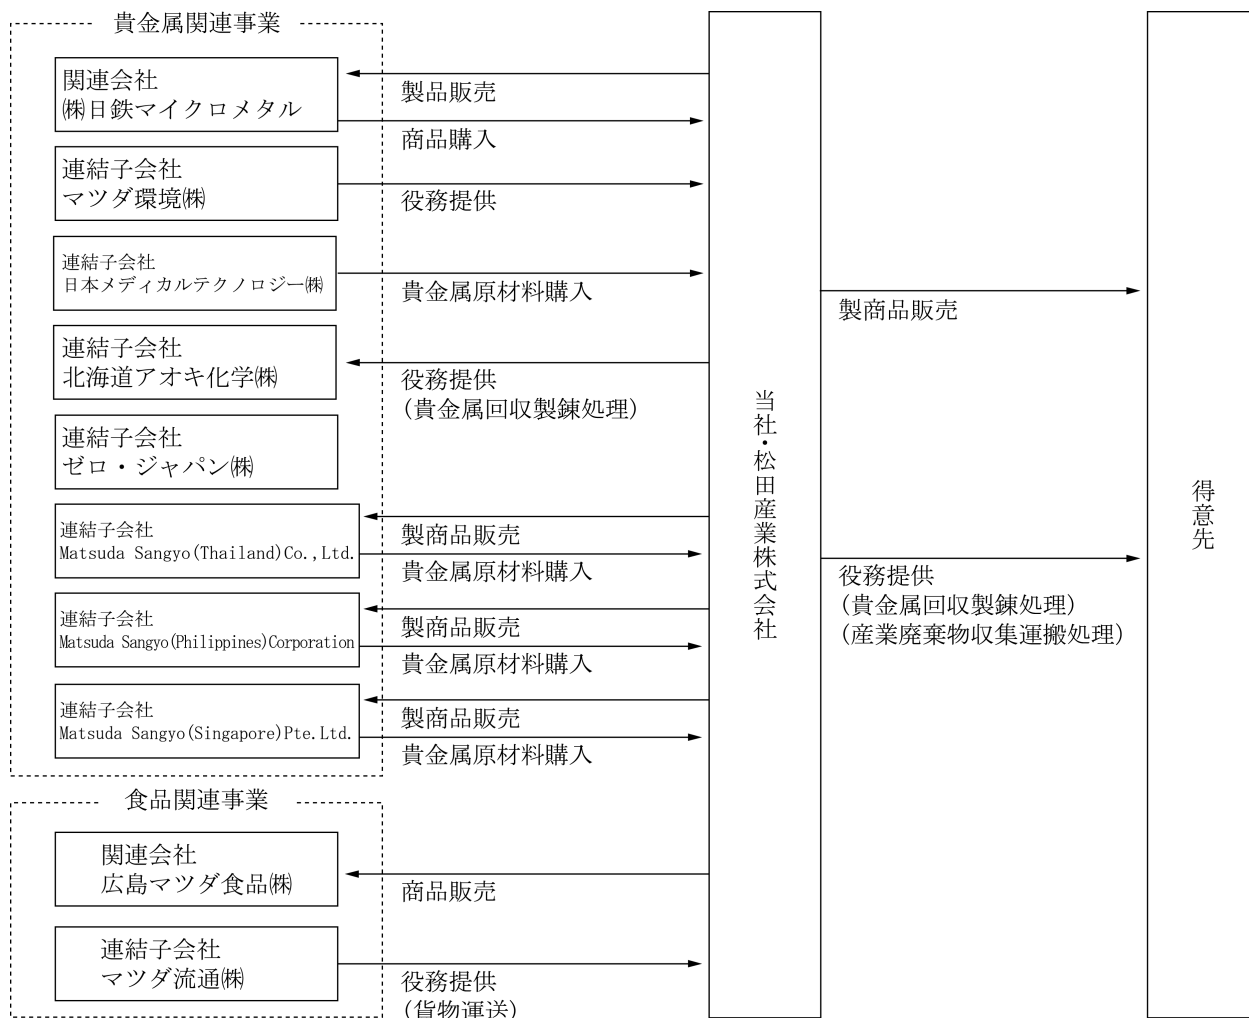 貴金属関連事業
関連会社
㈱日鉄マイクロメタル
製品販売
商品購入
連結子会社
マツダ環境㈱
役務提供
連結子会社
日本メディカルテクノロジー㈱
貴金属原材料購入
連結子会社
北海道アオキ化学㈱
役務提供
(貴金属回収製錬処理)
連結子会社
ゼロ・ジャパン㈱
連結子会社
Matsuda Sangyo(Thailand)Co.,Ltd.
製商品販売
貴金属原材料購入
連結子会社
Matsuda Sangyo(Philippines)Corporation
製商品販売
貴金属原材料購入
連結子会社
Matsuda Sangyo(Singapore)Pte.Ltd.
製商品販売
貴金属原材料購入
食品関連事業
関連会社
広島マツダ食品㈱
商品販売
連結子会社
マツダ流通㈱
役務提供
(貨物運送)
当社・松田産業株式会社
製商品販売
役務提供
(貴金属回収製錬処理)
(産業廃棄物収集運搬処理)
得意先